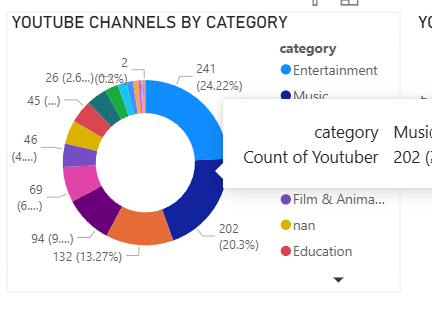 YOUTUBE CHANNELS BY CATEGORY
YO
category
Entertainment
Music
Film & Anima...
nan
Education
2
26 (2.6...)
(0.2%)
45 (...)
46
(4....)
69
(6....)
94 (9....)
132 (13.27%)
202
(20.3%)
241
(24.22%)
category Music
Count of Youtuber 202 (2